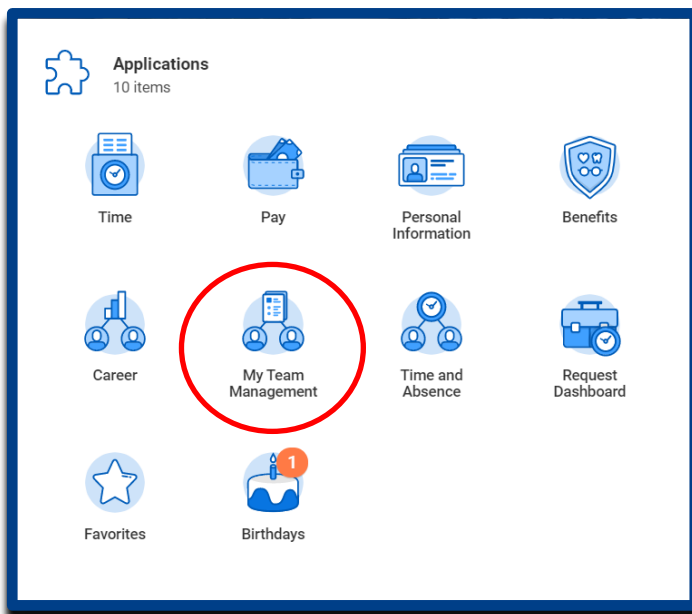 Applications
10 items
Time
Pay
Personal
Information
Benefits
Career
My Team
Management
Time and
Absence
Request
Dashboard
Favorites
1
Birthdays